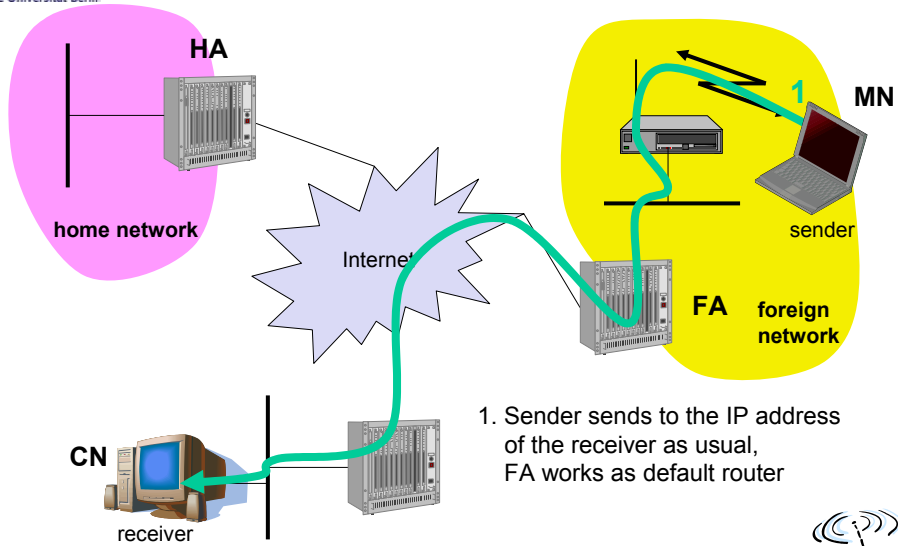 HA
1
MN
home network
Internet
sender
FA
foreign
network
1. Sender sends to the IP address
of the receiver as usual,
FA works as default router
CN
receiver